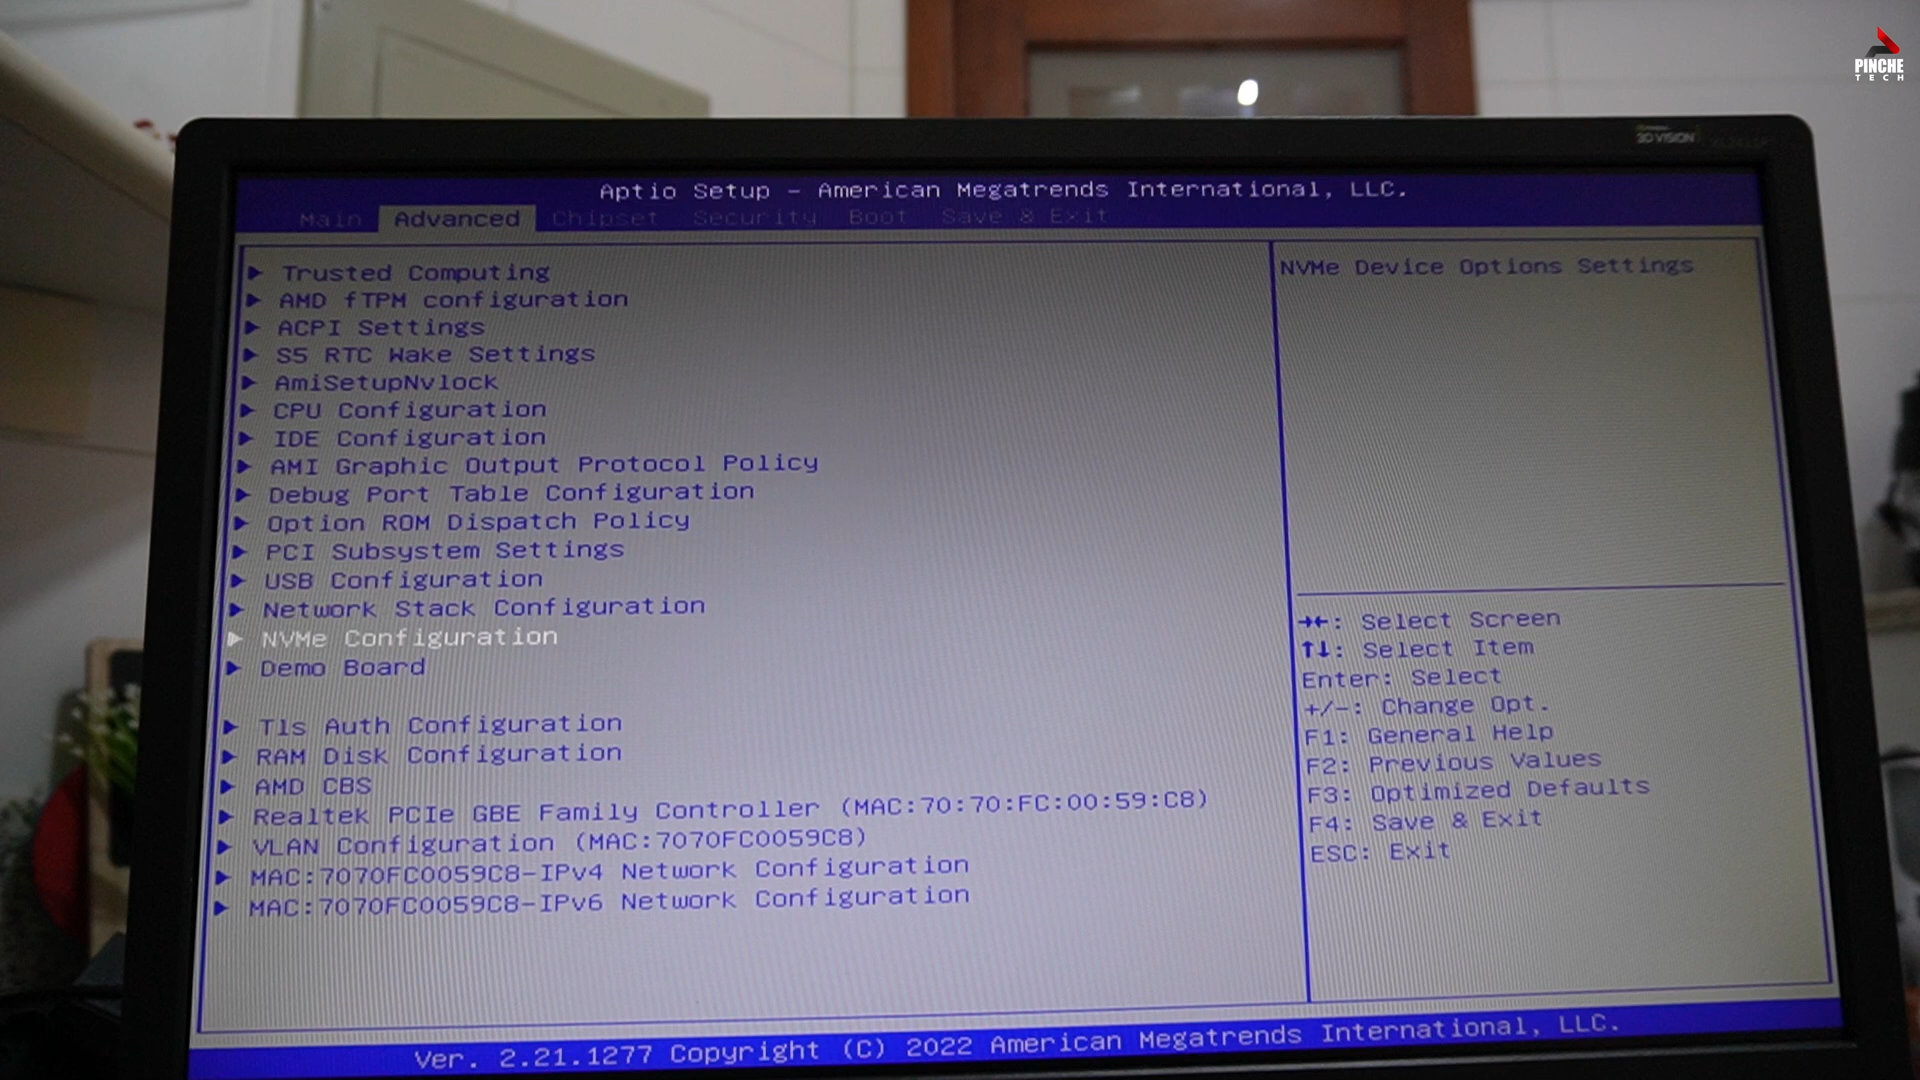 PINCHE
TECH
3D VISION
Aptio Setup - American Megatrends International, LLC.
Main Advanced Chipset Security Boot Save & Exit
Trusted Computing
AMD fTPM configuration
ACPI Settings
S5 RTC Wake Settings
AmiSetupNvlock
CPU Configuration
IDE Configuration
AMI Graphic Output Protocol Policy
Debug Port Table Configuration
Option ROM Dispatch Policy
PCI Subsystem Settings
USB Configuration
Network Stack Configuration
NVMe Configuration
Demo Board
Tls Auth Configuration
RAM Disk Configuration
AMD CBS
Realtek PCIe GBE Family Controller (MAC:70:70:FC:00:59:C8)
VLAN Configuration (MAC:7070FC0059C8)
MAC:7070FC0059C8-IPv4 Network Configuration
MAC:7070FC0059C8-IPv6 Network Configuration
NVMe Device Options Settings
→←: Select Screen
↑↓: Select Item
Enter: Select
+/-: Change Opt.
F1: General Help
F2: Previous Values
F3: Optimized Defaults
F4: Save & Exit
ESC: Exit
Ver. 2.21.1277 Copyright (C) 2022 American Megatrends International, LLC.